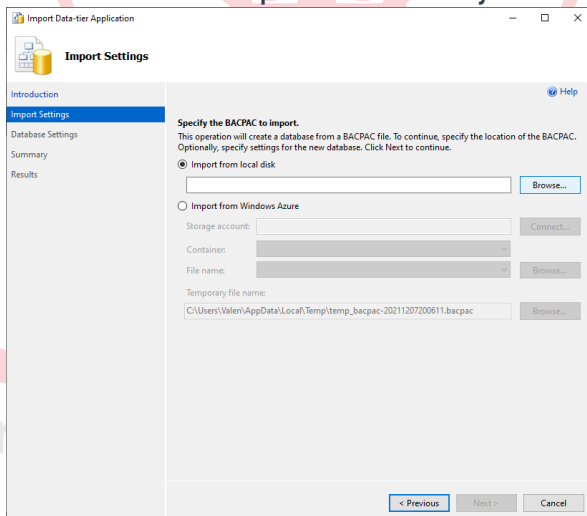 Import Data-tier Application
Import Settings
Introduction
Import Settings
Database Settings
Summary
Results
Help
Specify the BACPAC to import.
This operation will create a database from a BACPAC file. To continue, specify the location of the BACPAC.
Optionally, specify settings for the new database. Click Next to continue.
Import from local disk
Browse...
Import from Windows Azure
Storage account:
Connect...
Container:
File name:
Browse...
Temporary file name:
C:\Users\Valen\AppData\Local\Temp\temp_bacpac-20211207200611.bacpac
Browse...
< Previous
Next >
Cancel